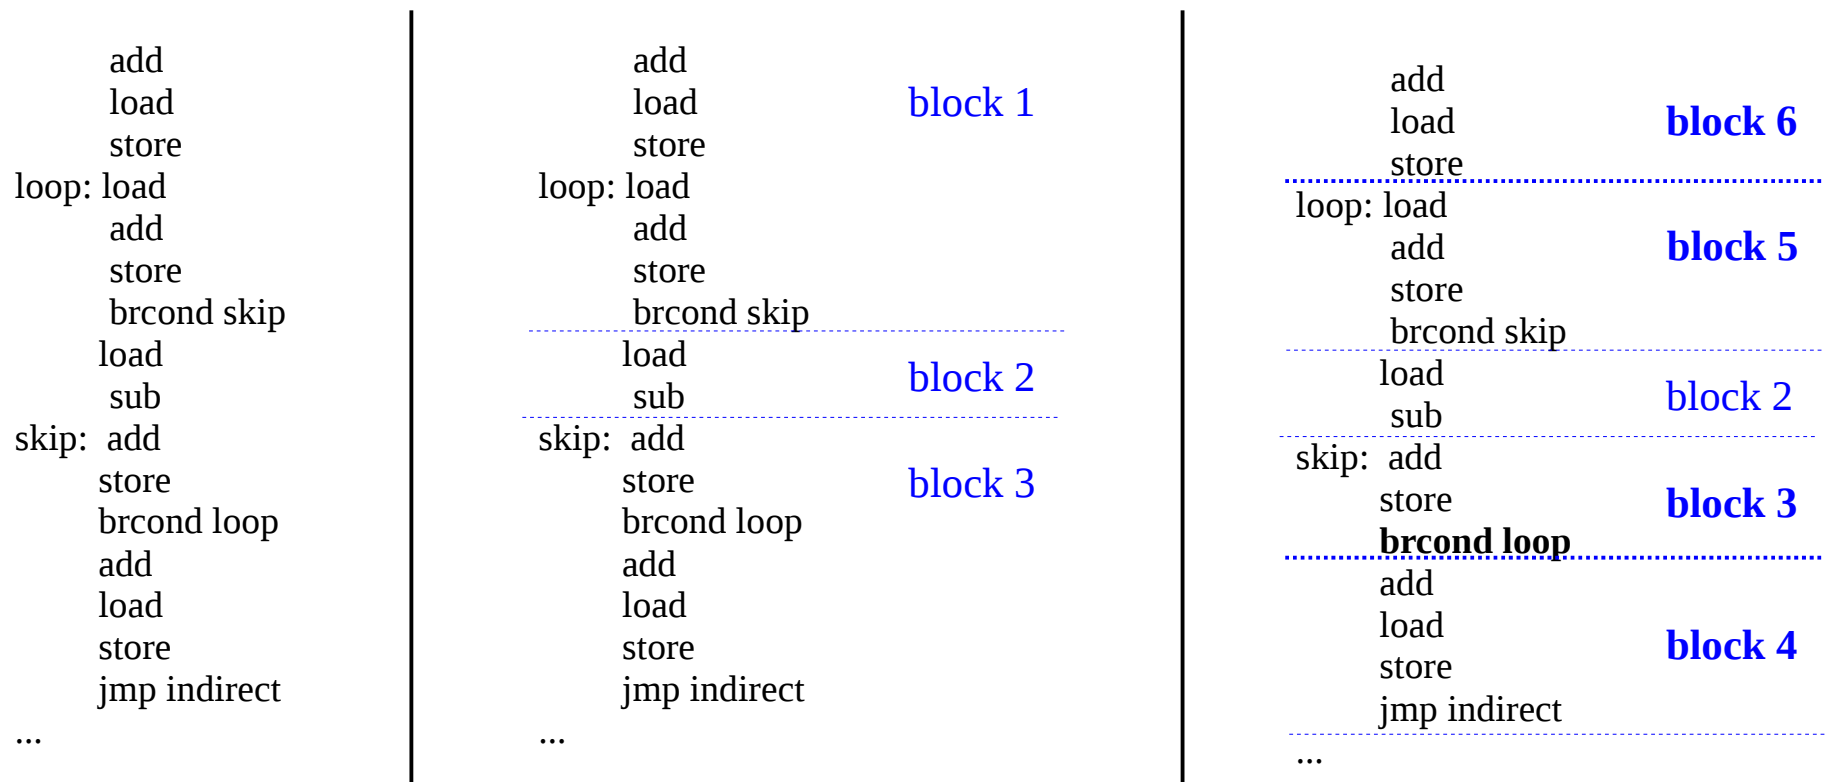 add
load
store
loop: load
add
store
brcond skip
load
sub
skip: add
store
brcond loop
add
load
store
jmp indirect
...
add
load
block 1
store
loop: load
add
store
brcond skip
load
block 2
sub
skip: add
store
block 3
brcond loop
add
load
store
jmp indirect
...
add
load
block 6
store
loop: load
add
block 5
store
brcond skip
load
block 2
sub
skip: add
store
block 3
brcond loop
add
load
block 4
store
jmp indirect
...